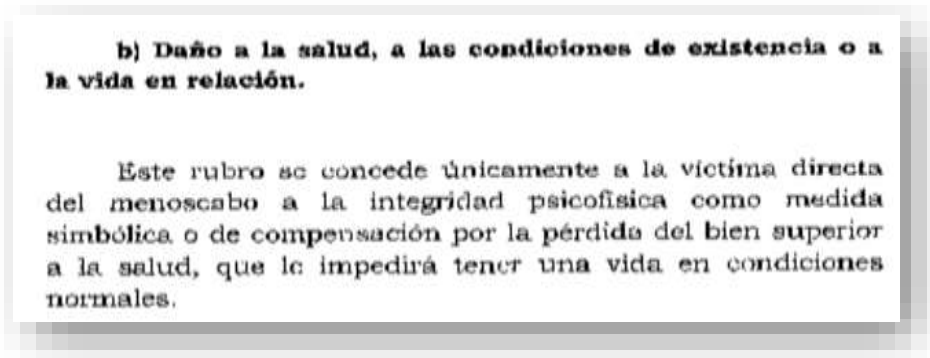 b) Daño a la salud, a las condiciones de existencia o a
la vida en relación.
Este rubro se concede únicamente a la víctima directa
del menoscabo a la integridad psicofísica como medida
simbólica o de compensación por la pérdida del bien superior
a la salud, que le impedirá tener una vida en condiciones
normales.